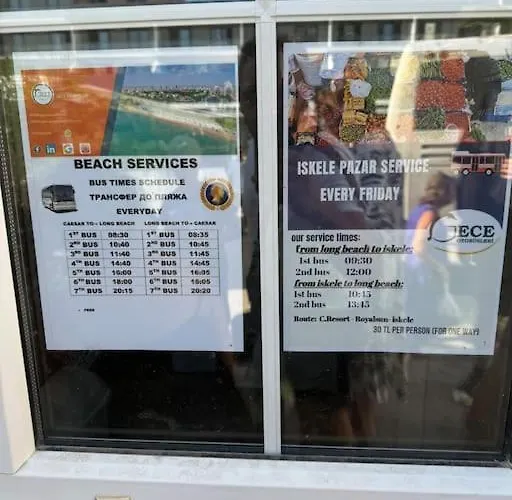 BEACH SERVICES
BUS TIMES SCHEDULE
ТРАНСФЕР ДО ПЛЯЖА
EVERYDAY
CAESAR TO - LONG BEACH LONG BEACH TO - CAESAR
1ST BUS 08:30 1ST BUS 08:35
2ND BUS 10:40 2ND BUS 10:45
3RD BUS 11:40 3RD BUS 11:45
4TH BUS 14:40 4TH BUS 14:45
5TH BUS 16:00 5TH BUS 16:05
6TH BUS 18:00 6TH BUS 18:05
7TH BUS 20:15 7TH BUS 20:20
FREE
ISKELE PAZAR SERVICE
EVERY FRIDAY
ECE
our service times:
From long beach to iskele:
1st bus 09:30
2nd bus 12:00
from iskele to long beach:
1st bus 10:15
2nd bus 13:45
Route: C.Resort - Royalsun - iskele
30 TL PER PERSON (FOR ONE WAY)